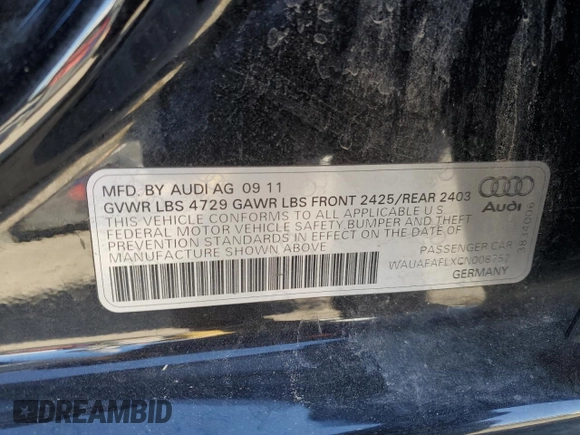 MFD. BY AUDI AG 09 11
GVWR LBS 4729 GAWR LBS FRONT 2425/REAR 2403
THIS VEHICLE CONFORMS TO ALL APPLICABLE U S
FEDERAL MOTOR VEHICLE SAFETY BUMPER AND THEFT
PREVENTION STANDARDS IN EFFECT ON THE DATE OF
MANUFACTURE SHOWN ABOVE
PASSENGER CAR
GERMANY
Audi
DREAMBID